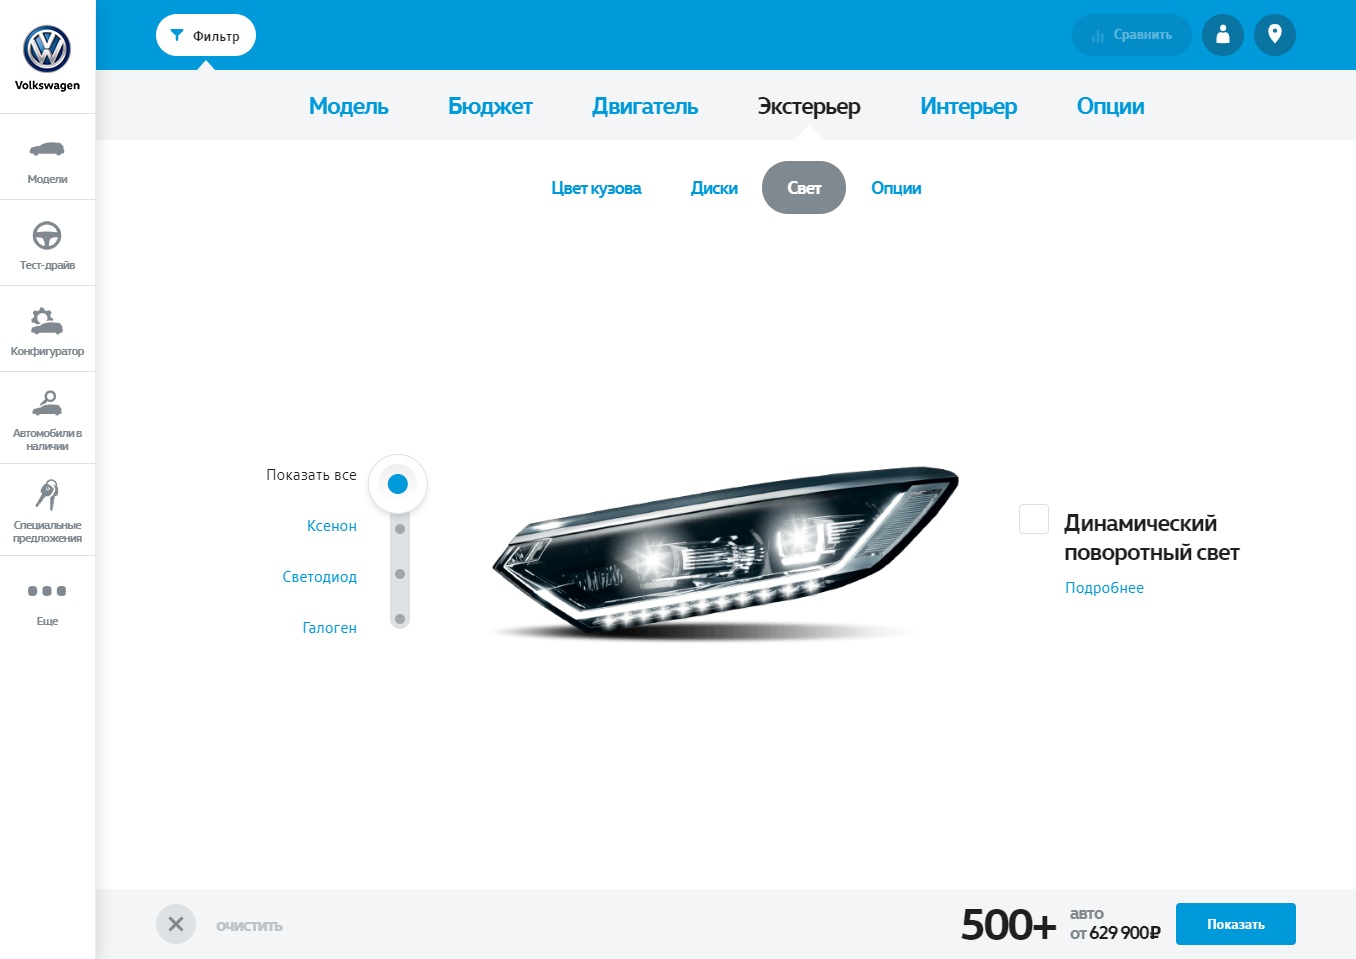 Volkswagen
Модели
Тест-драйв
Конфигуратор
Автомобили в
наличии
Специальные
предложения
Еще
Фильтр
Сравнить
Модель
Бюджет
Двигатель
Экстерьер
Интерьер
Опции
Цвет кузова
Диски
Свет
Опции
Показать все
Ксенон
Светодиод
Галоген
Динамический
поворотный свет
Подробнее
ОЧИСТИТЬ
500+
авто
от 629 900₽
Показать